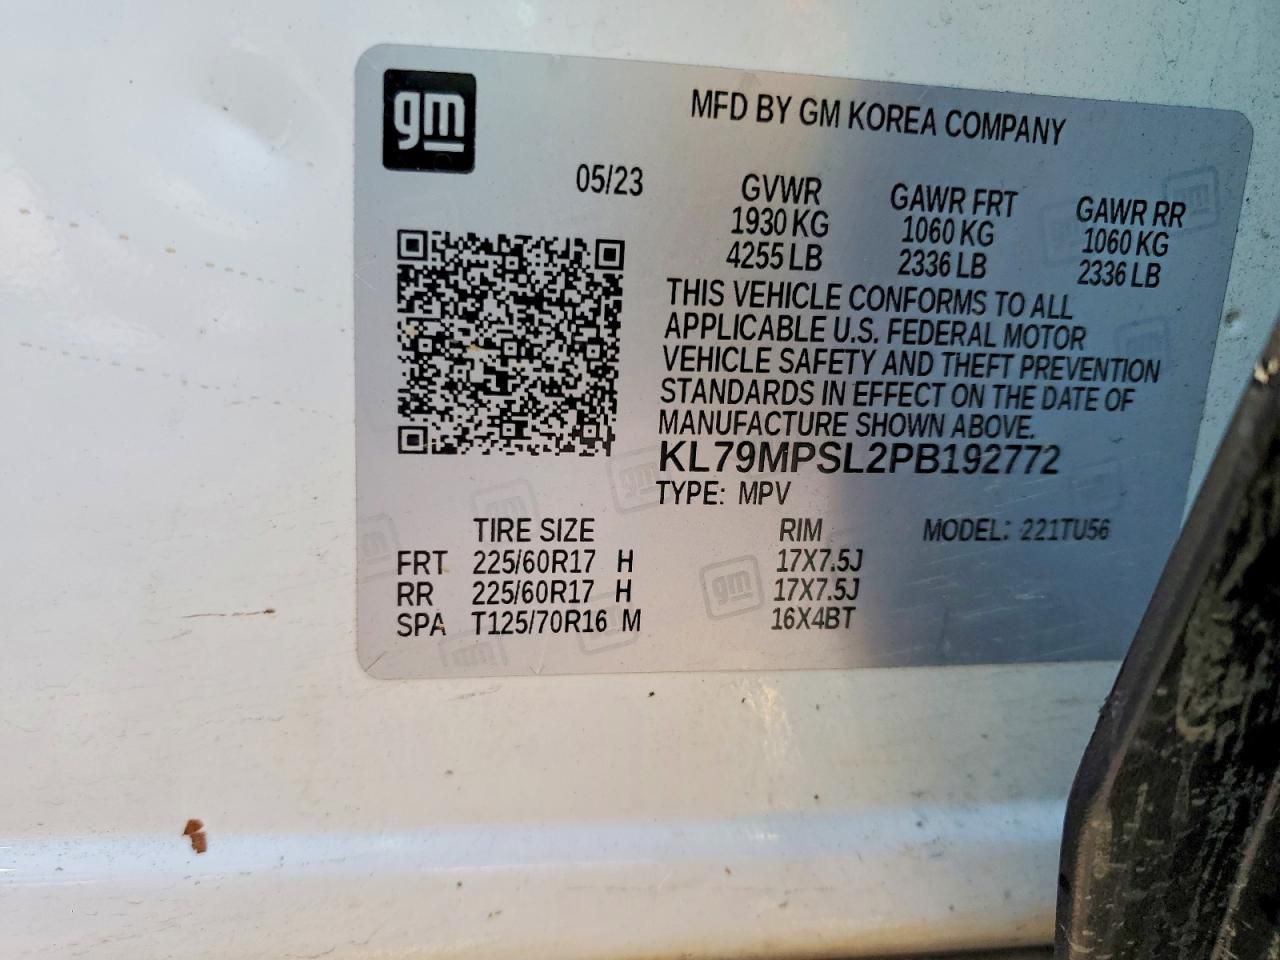 gm
MFD BY GM KOREA COMPANY
05/23
GVWR GAWR FRT GAWR RR
1930 KG 1060 KG 1060 KG
4255 LB 2336 LB 2336 LB
THIS VEHICLE CONFORMS TO ALL
APPLICABLE U.S. FEDERAL MOTOR
VEHICLE SAFETY AND THEFT PREVENTION
STANDARDS IN EFFECT ON THE DATE OF
MANUFACTURE SHOWN ABOVE.
KL79MPSL2PB192772
TYPE: MPV
TIRE SIZE RIM MODEL: 221TU56
FRT 225/60R17 H 17X7.5J
RR 225/60R17 H 17X7.5J
SPA T125/70R16 M 16X4BT
gm